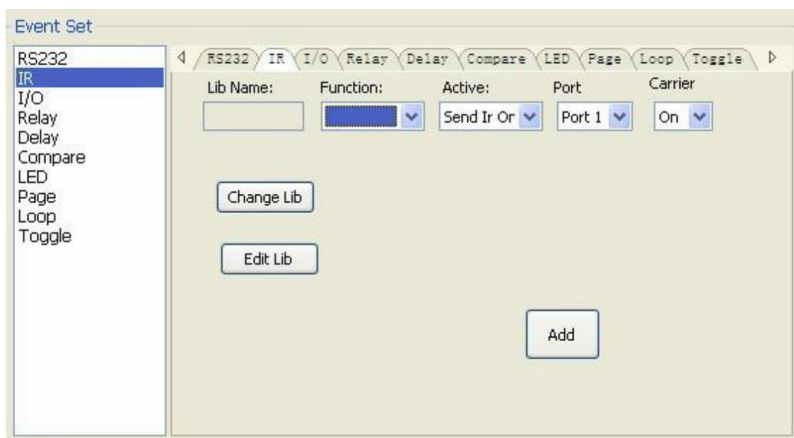 Event Set
RS232
IR
I/O
Relay
Delay
Compare
LED
Page
Loop
Toggle
RS232 IR I/O Relay Delay Compare LED Page Loop Toggle
Lib Name: Function: Active: Port Carrier
Send Ir Or Port 1 On
Change Lib
Edit Lib
Add